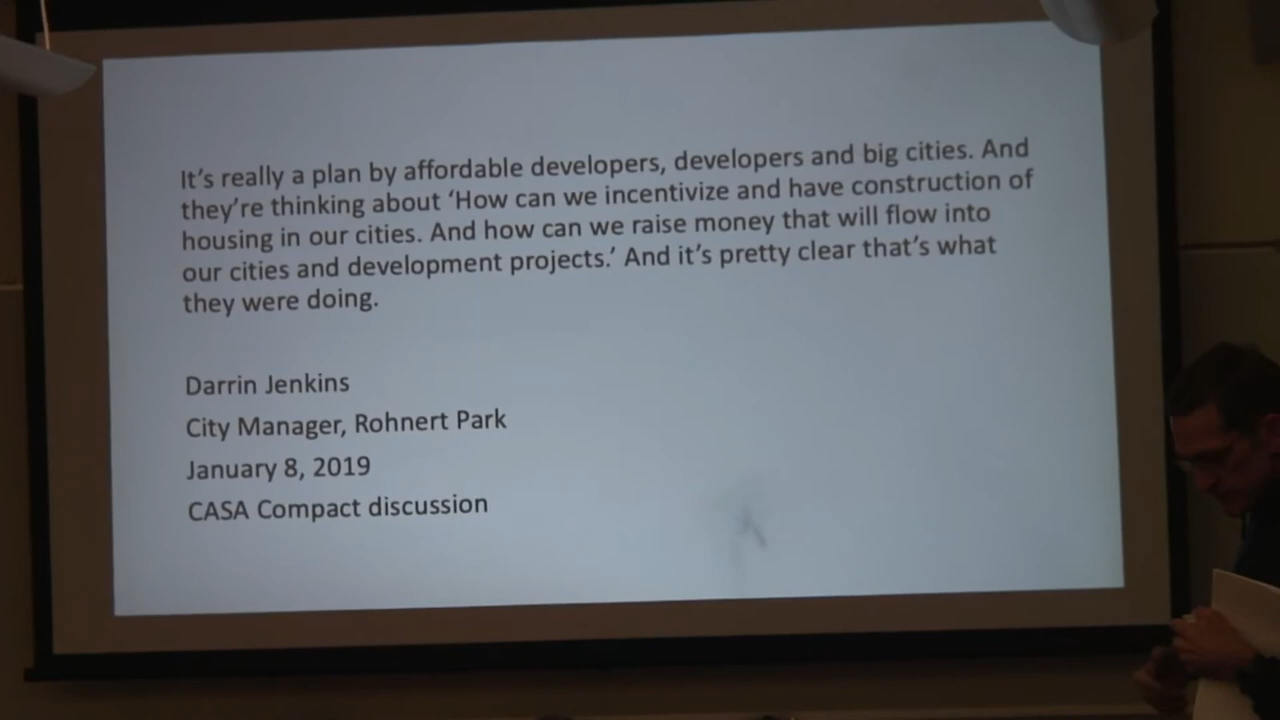 It's really a plan by affordable developers, developers and big cities. And
they're thinking about ‘How can we incentivize and have construction of
housing in our cities. And how can we raise money that will flow into
our cities and development projects.’ And it's pretty clear that's what
they were doing.
Darrin Jenkins
City Manager, Rohnert Park
January 8, 2019
CASA Compact discussion